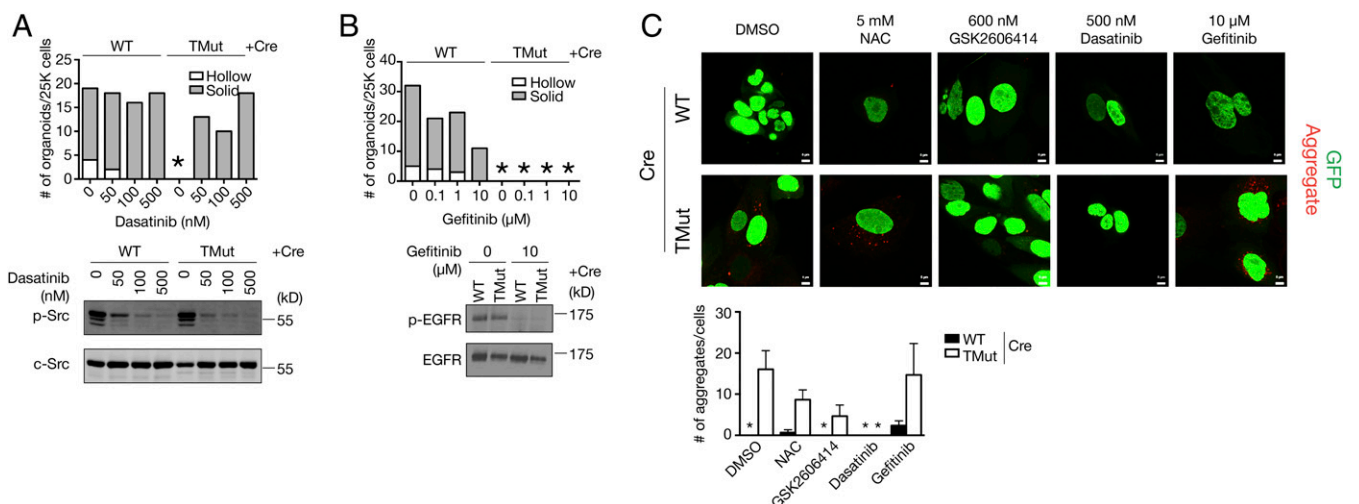 A
WT TMut +Cre
# of organoids/25K cells
25
20
15
10
5
0
Hollow
Solid
*
0 50 100 500 0 50 100 500
Dasatinib (nM)
WT TMut +Cre
Dasatinib (nM) 0 50 100 500 0 50 100 500 (kD)
p-Src 55
c-Src 55
B
WT TMut +Cre
# of organoids/25K cells
40
30
20
10
0
Hollow
Solid
* * * *
0 0.1 1 10 0 0.1 1 10
Gefitinib (µM)
Gefitinib (µM) 0 10 +Cre
WT TMut WT TMut (kD)
p-EGFR 175
EGFR 175
C
DMSO
5 mM NAC
600 nM GSK2606414
500 nM Dasatinib
10 µM Gefitinib
Cre
WT
TMut
GFP
Aggregate
# of aggregates/cells
30
20
10
0
WT
TMut
Cre
* * * *
DMSO
NAC
GSK2606414
Dasatinib
Gefitinib